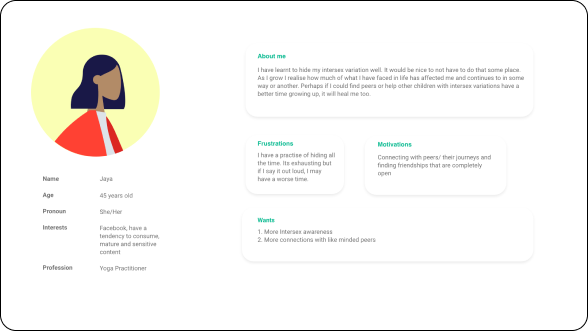 About me
I have learnt to hide my intersex variation well. It would be nice to not have to do that some place.
As I grow I realise how much of what I have faced in life has affected me and continues to in some
way or another. Perhaps if I could find peers or help other children with intersex variations have a
better time growing up, it will heal me too.
Frustrations
I have a practise of hiding all
the time. Its exhausting but
if I say it out loud, I may
have a worse time.
Motivations
Connecting with peers/ their journeys and
finding friendships that are completely
open
Wants
1. More Intersex awareness
2. More connections with like minded peers
Name Jaya
Age 45 years old
Pronoun She/Her
Interests Facebook, have a
tendency to consume,
mature and sensitive
content
Profession Yoga Practitioner